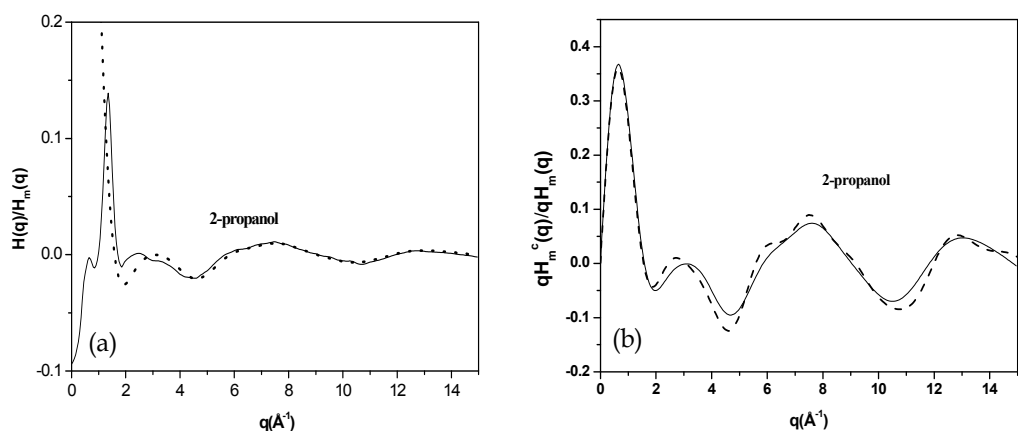 0.2
0.1
0.0
-0.1
H(q)/H_m(q)
2-propanol
(a)
0 2 4 6 8 10 12 14
q(Å⁻¹)
0.4
0.3
0.2
0.1
0.0
-0.1
-0.2
qH_m^c(q)/qH_m(q)
2-propanol
(b)
0 2 4 6 8 10 12 14
q(Å⁻¹)